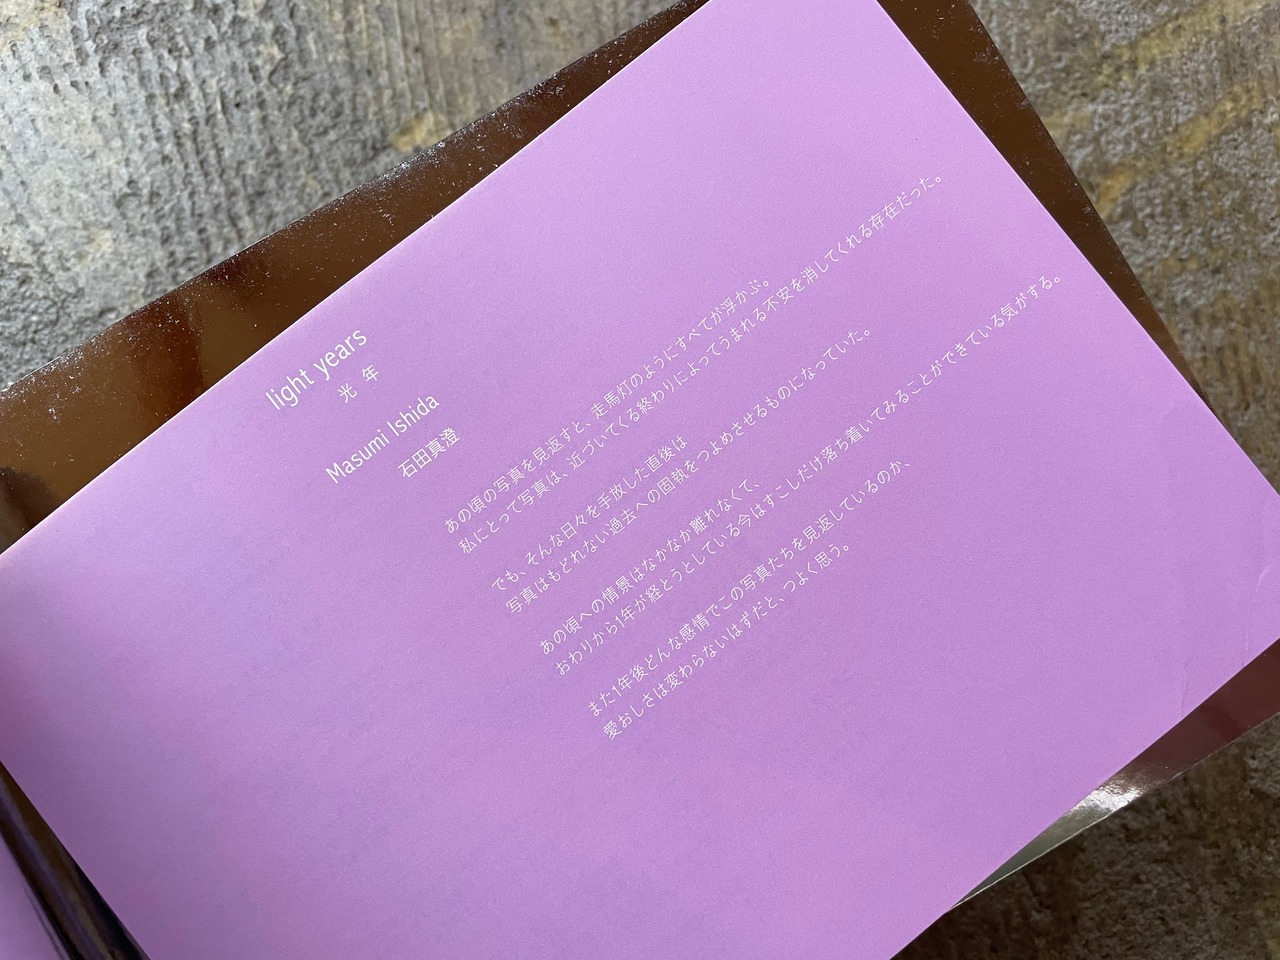 light years
光年
Masumi Ishida
石田真澄
あの頃の写真を見返すと、走馬灯のようにすべてが浮かぶ。
私にとって写真は、近づいてくる終わりによってうまれる不安を消してくれる存在だった。
でも、そんな日々を手放した直後は
写真はもどれない過去への固執をつよめさせるものになっていた。
あの頃への情景はなかなか離れなくて、
おわりから1年が経とうとしている今はすこしだけ落ち着いてみることができている気がする。
また1年後どんな感情でこの写真たちを見返しているのか、
愛おしさは変わらないはずだと、つよく思う。